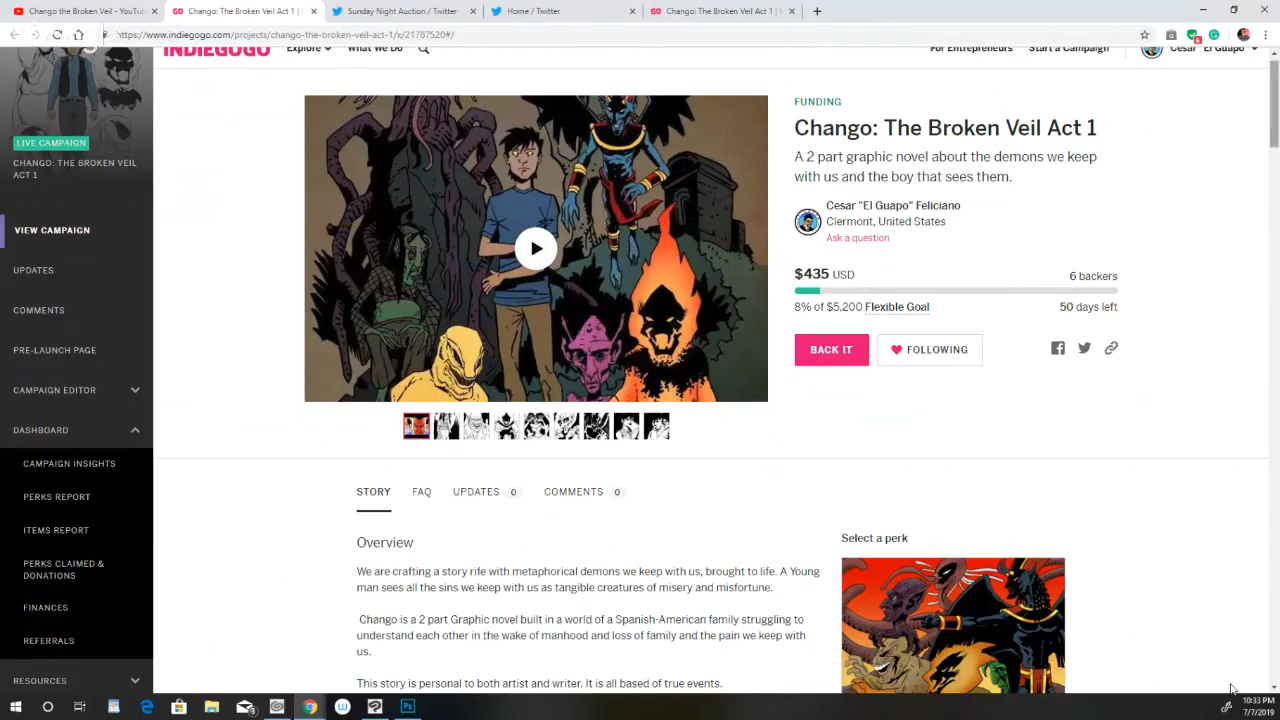 Chango the Broken Veil - YouTub
Chango: The Broken Veil Act 1 |
Sunday Night Auction / Twitter
Home / Twitter
Chango: The Broken Veil Act 1 |
https://www.indiegogo.com/projects/chango-the-broken-veil-act-1/x/21787520#/
INDIEGOGO
Explore
What We Do
For Entrepreneurs
Start a Campaign
Cesar "El Guapo"
LIVE CAMPAIGN
CHANGO: THE BROKEN VEIL
ACT 1
VIEW CAMPAIGN
UPDATES
COMMENTS
PRE-LAUNCH PAGE
CAMPAIGN EDITOR
DASHBOARD
CAMPAIGN INSIGHTS
PERKS REPORT
ITEMS REPORT
PERKS CLAIMED &
DONATIONS
FINANCES
REFERRALS
RESOURCES
FUNDING
Chango: The Broken Veil Act 1
A 2 part graphic novel about the demons we keep
with us and the boy that sees them.
Cesar "El Guapo" Feliciano
Clermont, United States
Ask a question
$435 USD
6 backers
8% of $5,200 Flexible Goal
50 days left
BACK IT
FOLLOWING
STORY
FAQ
UPDATES 0
COMMENTS 0
Overview
We are crafting a story rife with metaphorical demons we keep with us, brought to life. A Young
man sees all the sins we keep with us as tangible creatures of misery and misfortune.
Chango is a 2 part Graphic novel built in a world of a Spanish-American family struggling to
understand each other in the wake of manhood and loss of family and the pain we keep with
us.
This story is personal to both artist and writer. It is all based of true events.
Select a perk
10:33 PM
7/7/2019